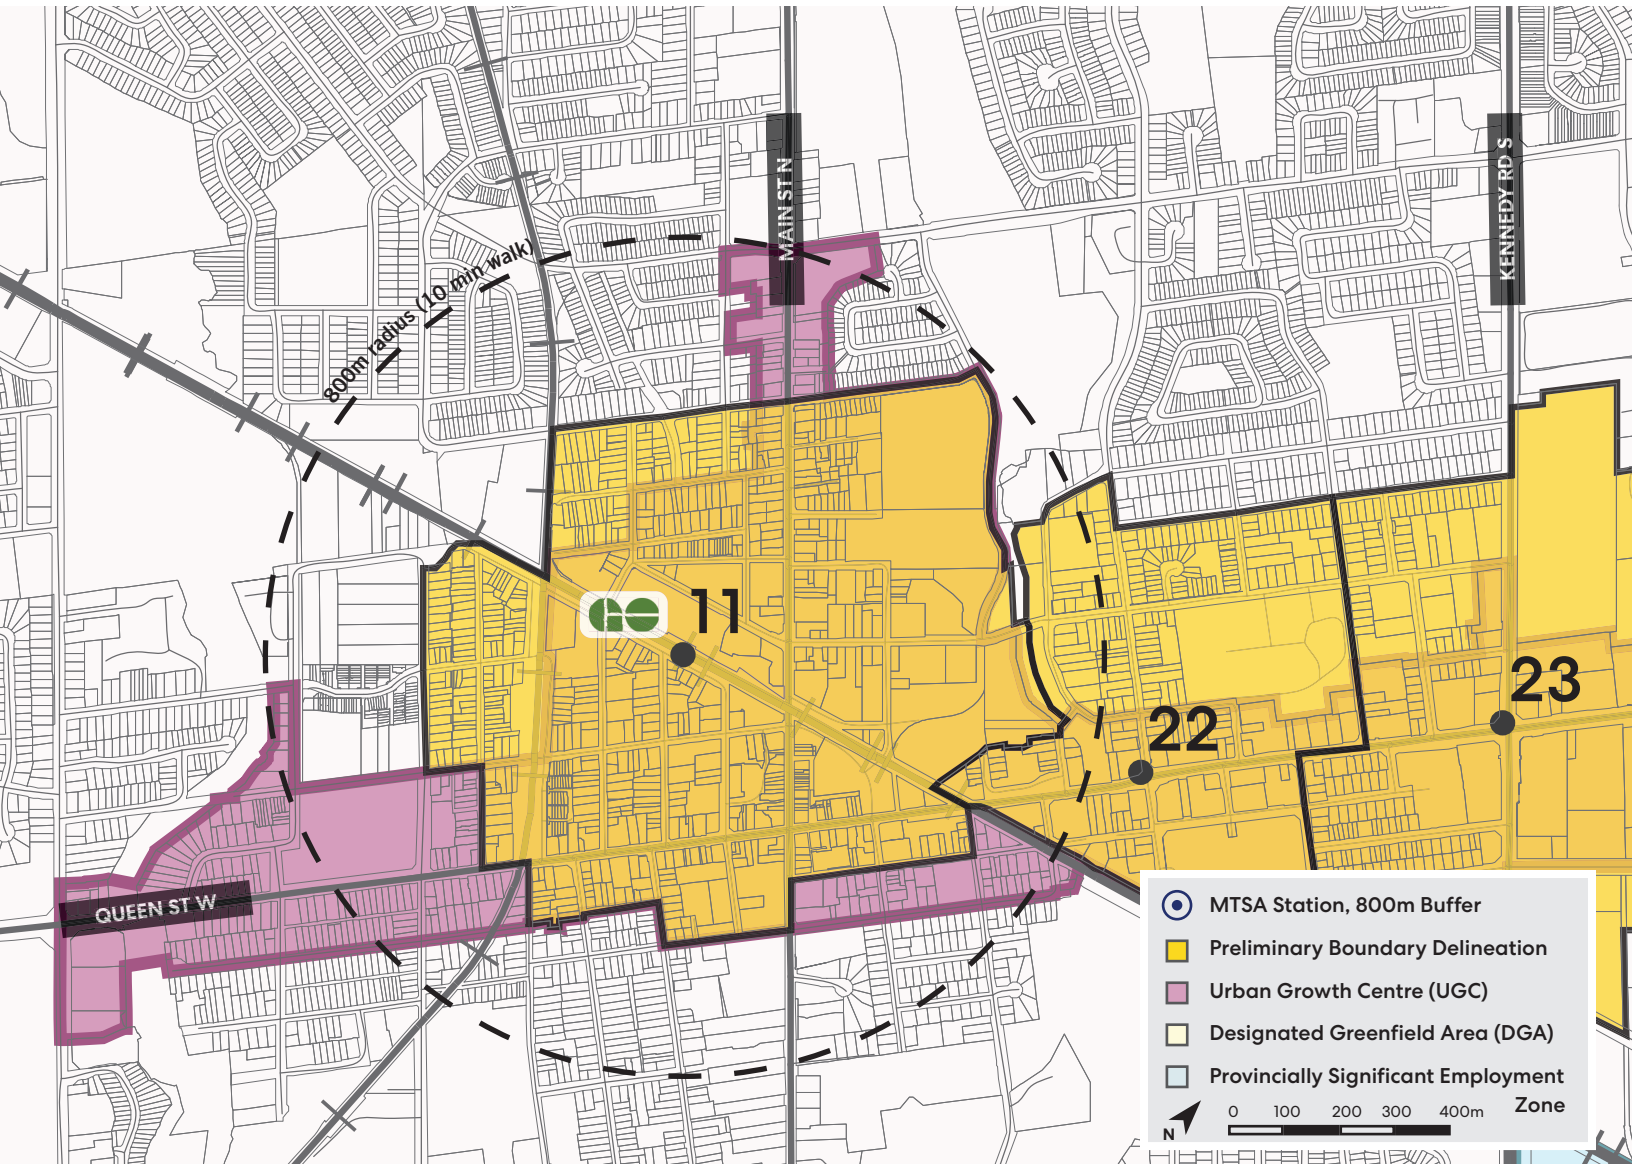 MAIN ST N
KENNEDY RD S
800m radius (10 min walk)
GO
11
23
22
QUEEN ST W
MTSA Station, 800m Buffer
Preliminary Boundary Delineation
Urban Growth Centre (UGC)
Designated Greenfield Area (DGA)
Provincially Significant Employment
Zone
0 100 200 300 400m
N